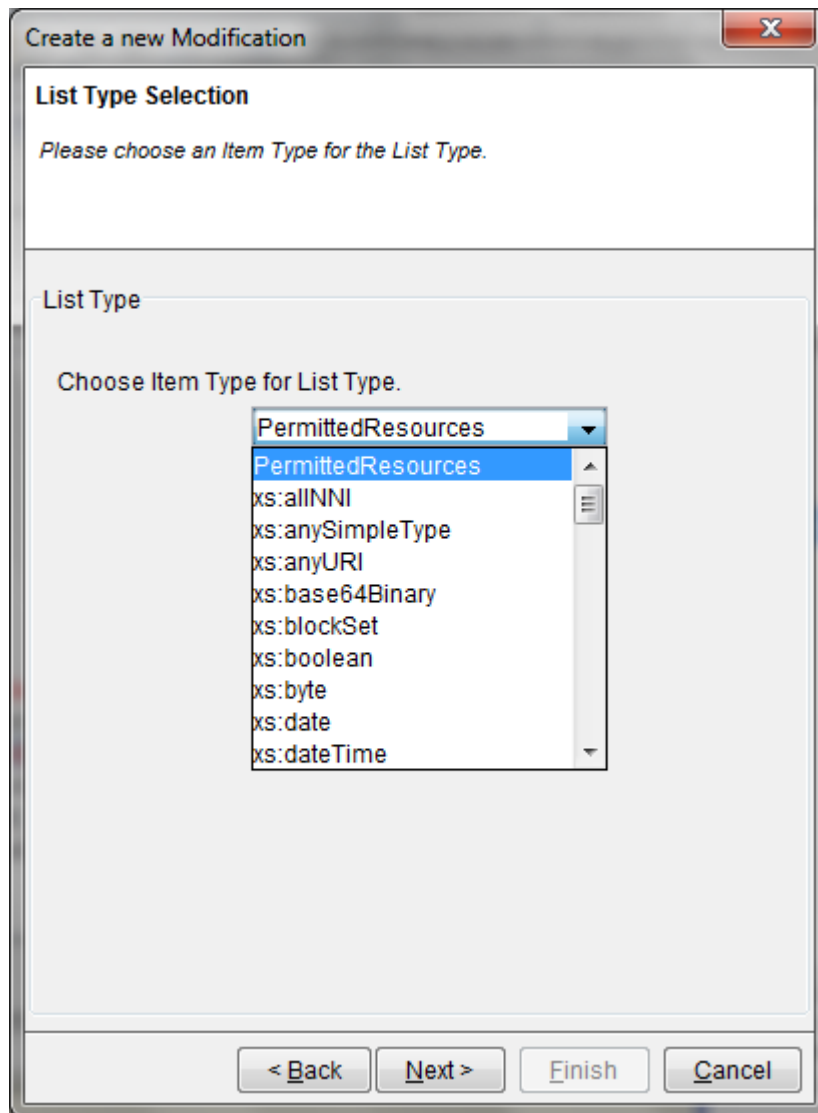 Create a new Modification
List Type Selection
Please choose an Item Type for the List Type.
List Type
Choose Item Type for List Type.
PermittedResources
PermittedResources
xs:allNNI
xs:anySimpleType
xs:anyURI
xs:base64Binary
xs:blockSet
xs:boolean
xs:byte
xs:date
xs:dateTime
< Back Next > Finish Cancel